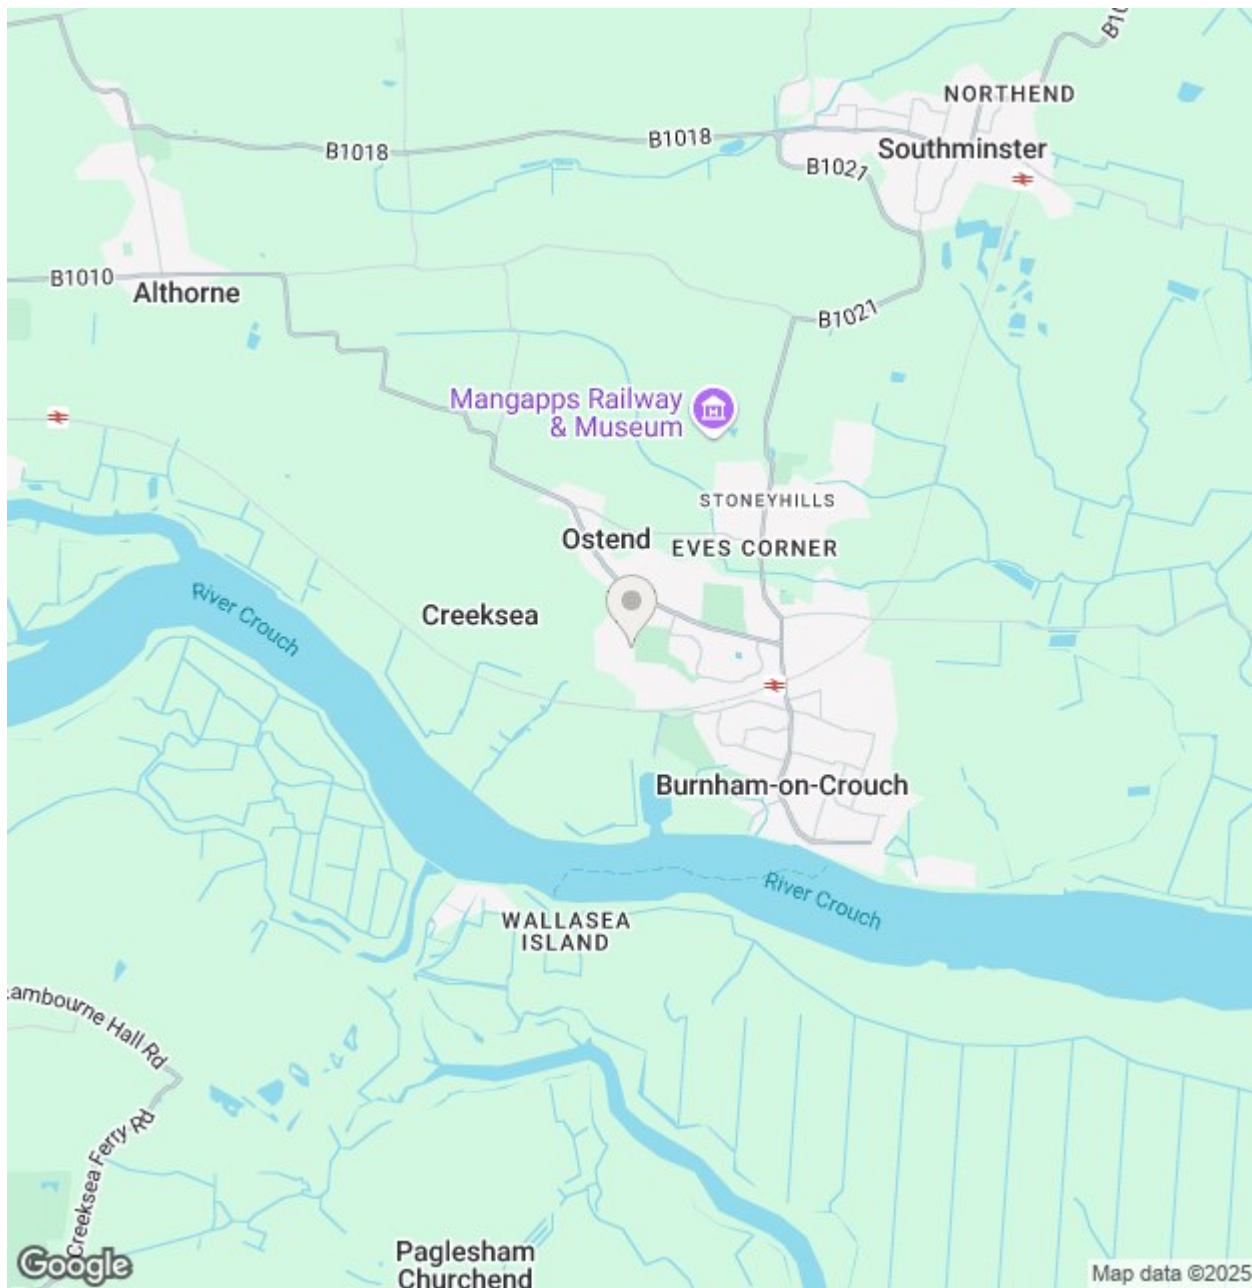 B10
NORTHEND
B1018
B1018
Southminster
B1021
B1010
Althorne
B1021
Mangapps Railway
& Museum
STONEYHILLS
Ostend
EVES CORNER
River Crouch
Creeksea
Burnham-on-Crouch
River Crouch
WALLASEA
ISLAND
Lambourne Hall Rd
Creeksea Ferry Rd
Paglesham
Churchend
Google
Map data ©2025